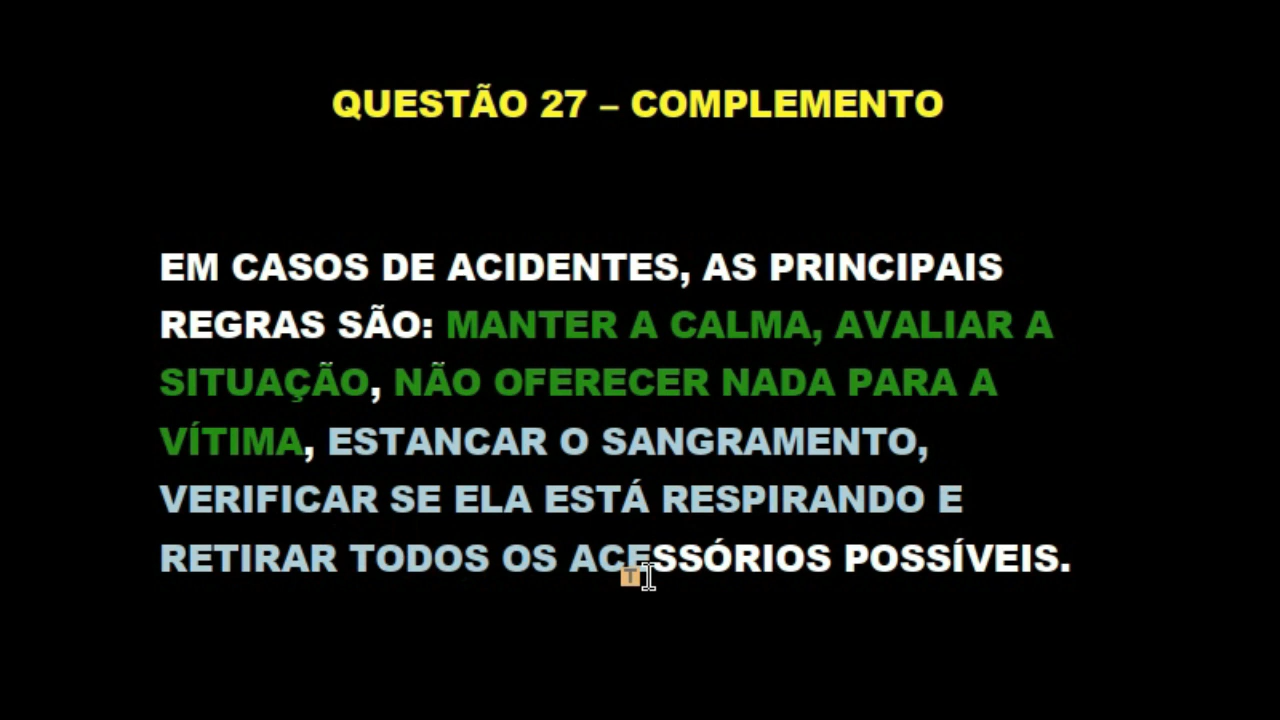 QUESTÃO 27 – COMPLEMENTO
EM CASOS DE ACIDENTES, AS PRINCIPAIS
REGRAS SÃO: MANTER A CALMA, AVALIAR A
SITUAÇÃO, NÃO OFERECER NADA PARA A
VÍTIMA, ESTANCAR O SANGRAMENTO,
VERIFICAR SE ELA ESTÁ RESPIRANDO E
RETIRAR TODOS OS ACESSÓRIOS POSSÍVEIS.
T